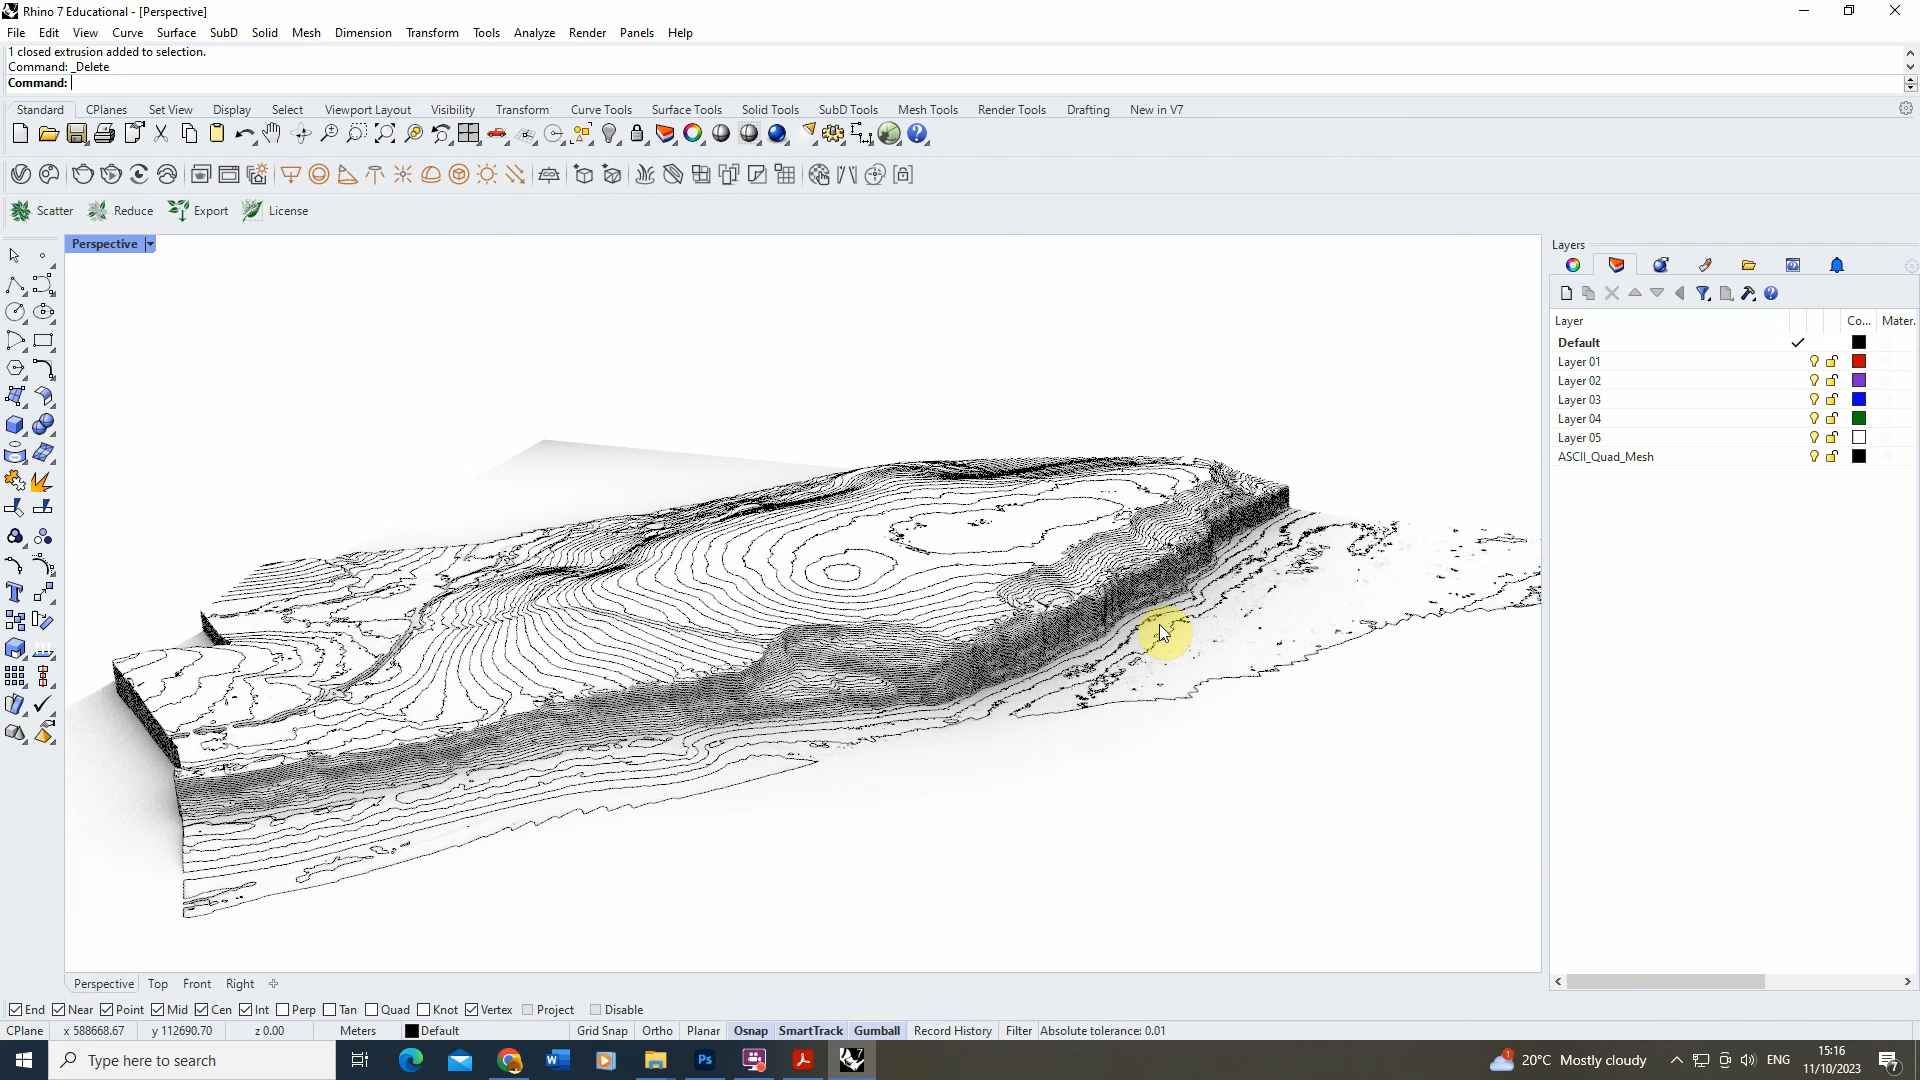 Rhino 7 Educational - [Perspective]
File Edit View Curve Surface SubD Solid Mesh Dimension Transform Tools Analyze Render Panels Help
1 closed extrusion added to selection.
Command: _Delete
Command:
Standard CPlanes Set View Display Select Viewport Layout Visibility Transform Curve Tools Surface Tools Solid Tools SubD Tools Mesh Tools Render Tools Drafting New in V7
Scatter Reduce Export License
Perspective
Layers
Layer Co... Mater.
Default
Layer 01
Layer 02
Layer 03
Layer 04
Layer 05
ASCII_Quad_Mesh
Perspective Top Front Right
End Near Point Mid Cen Int Perp Tan Quad Knot Vertex Project Disable
CPlane x 588668.67 y 112690.70 z 0.00 Meters Default Grid Snap Ortho Planar Osnap SmartTrack Gumball Record History Filter Absolute tolerance: 0.01
Type here to search
Ps
1
20°C Mostly cloudy
ENG
15:16
11/10/2023
7